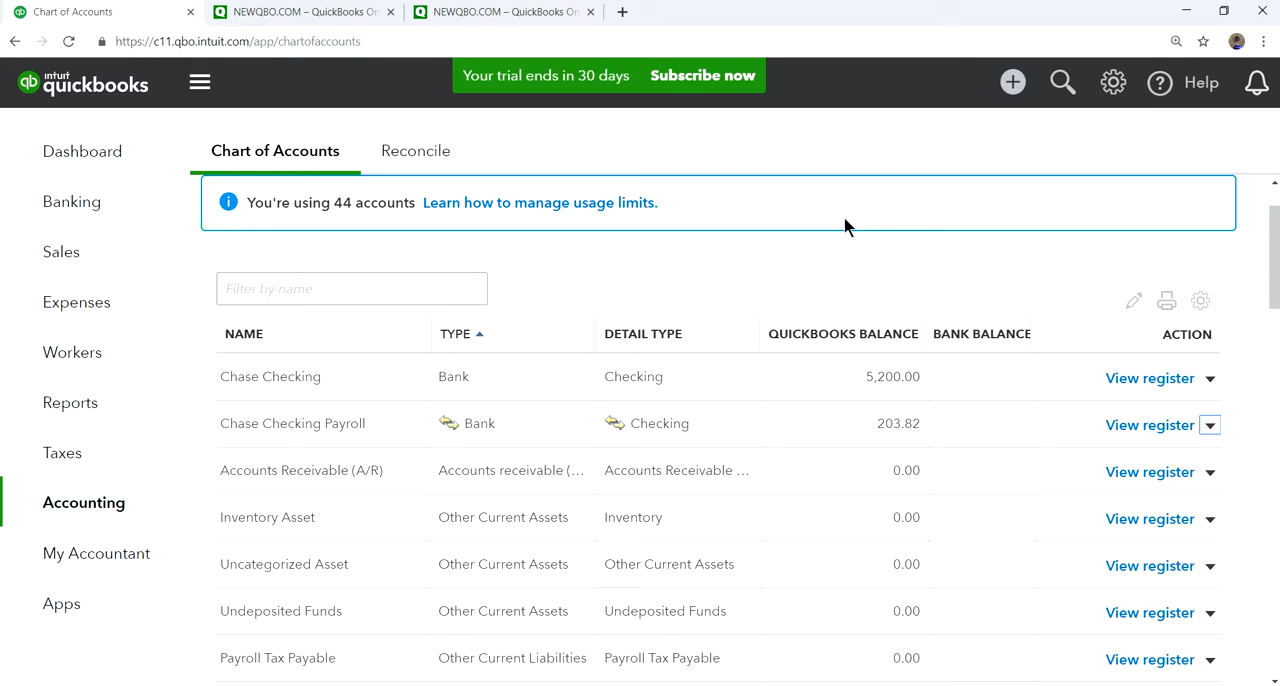 Chart of Accounts
NEWQBO.COM – QuickBooks On
NEWQBO.COM – QuickBooks On
https://c11.qbo.intuit.com/app/chartofaccounts
qb intuit quickbooks
Your trial ends in 30 days Subscribe now
Help
Dashboard
Banking
Sales
Expenses
Workers
Reports
Taxes
Accounting
My Accountant
Apps
Chart of Accounts Reconcile
You're using 44 accounts Learn how to manage usage limits.
Filter by name
NAME TYPE DETAIL TYPE QUICKBOOKS BALANCE BANK BALANCE ACTION
Chase Checking Bank Checking 5,200.00 View register
Chase Checking Payroll Bank Checking 203.82 View register
Accounts Receivable (A/R) Accounts receivable (... Accounts Receivable ... 0.00 View register
Inventory Asset Other Current Assets Inventory 0.00 View register
Uncategorized Asset Other Current Assets Other Current Assets 0.00 View register
Undeposited Funds Other Current Assets Undeposited Funds 0.00 View register
Payroll Tax Payable Other Current Liabilities Payroll Tax Payable 0.00 View register